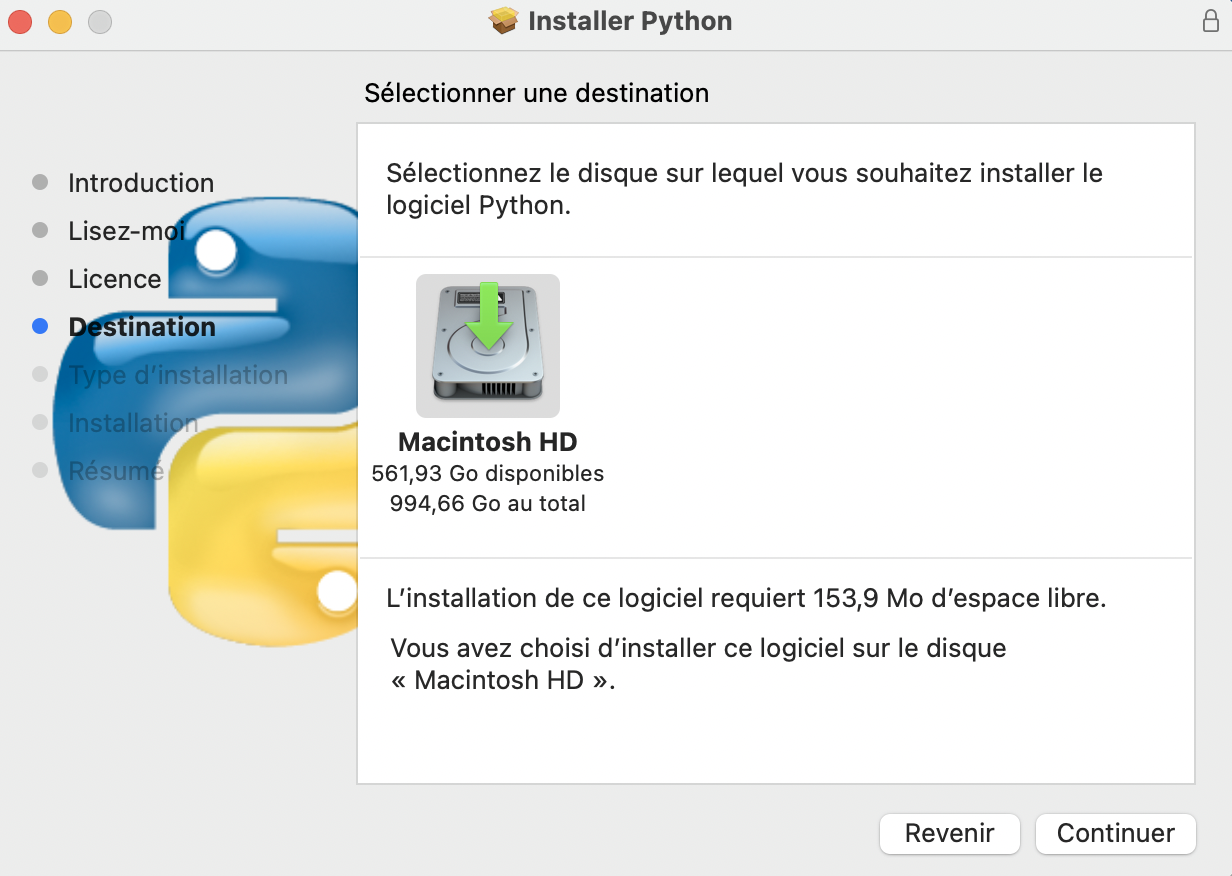 Installer Python
Sélectionner une destination
Introduction
Lisez-moi
Licence
Destination
Type d’installation
Installation
Résumé
Sélectionnez le disque sur lequel vous souhaitez installer le
logiciel Python.
Macintosh HD
561,93 Go disponibles
994,66 Go au total
L’installation de ce logiciel requiert 153,9 Mo d’espace libre.
Vous avez choisi d’installer ce logiciel sur le disque
« Macintosh HD ».
Revenir
Continuer